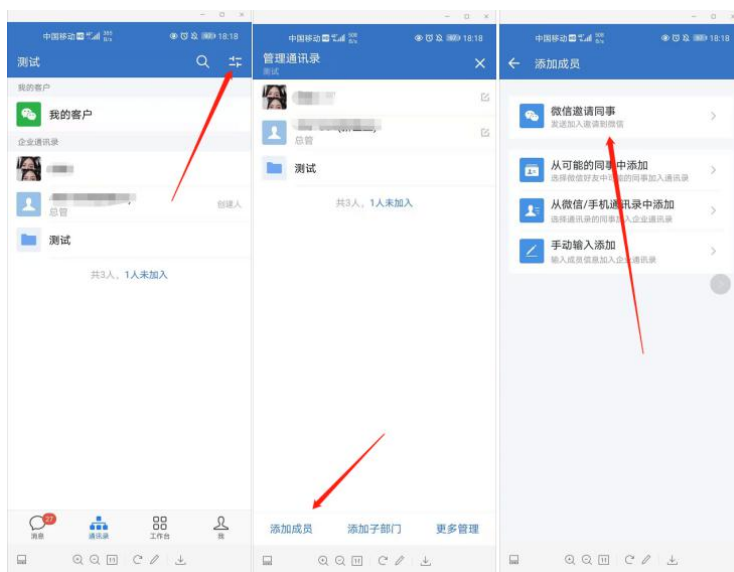 中国移动 18:18
测试
我的客户
我的客户
企业通讯录
总管
创建人
测试
共3人，1人未加入
27
消息
通讯录
工作台
我
中国移动 18:18
管理通讯录
测试
总管
测试
共3人，1人未加入
添加成员
添加子部门
更多管理
中国移动 18:18
添加成员
微信邀请同事
发送加入邀请到微信
从可能的同事中添加
选择微信好友中可能的同事加入通讯录
从微信/手机通讯录中添加
选择通讯录的同事加入企业通讯录
手动输入添加
输入成员信息加入企业通讯录